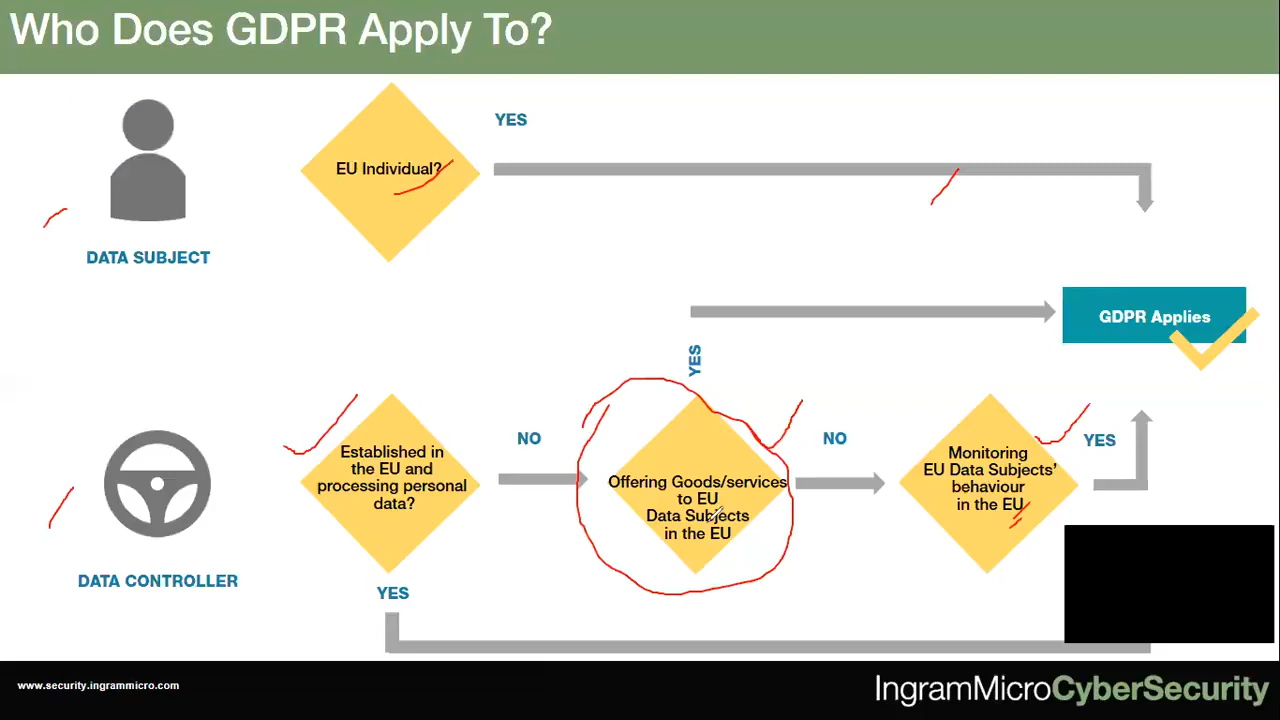 Who Does GDPR Apply To?
YES
EU Individual?
DATA SUBJECT
GDPR Applies
YES
Established in
the EU and
processing personal
data?
NO
Offering Goods/services
to EU
Data Subjects
in the EU
NO
Monitoring
EU Data Subjects’
behaviour
in the EU
YES
DATA CONTROLLER
YES
www.security.ingrammicro.com
IngramMicroCyberSecurity